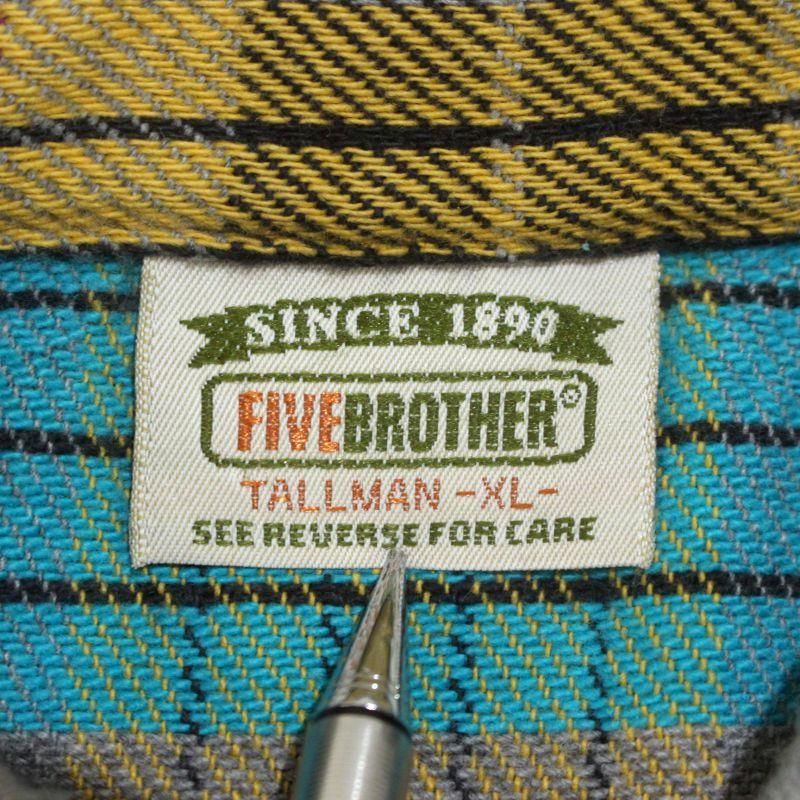 SINCE 1890
FIVEBROTHER®
TALLMAN -XL-
SEE REVERSE FOR CARE